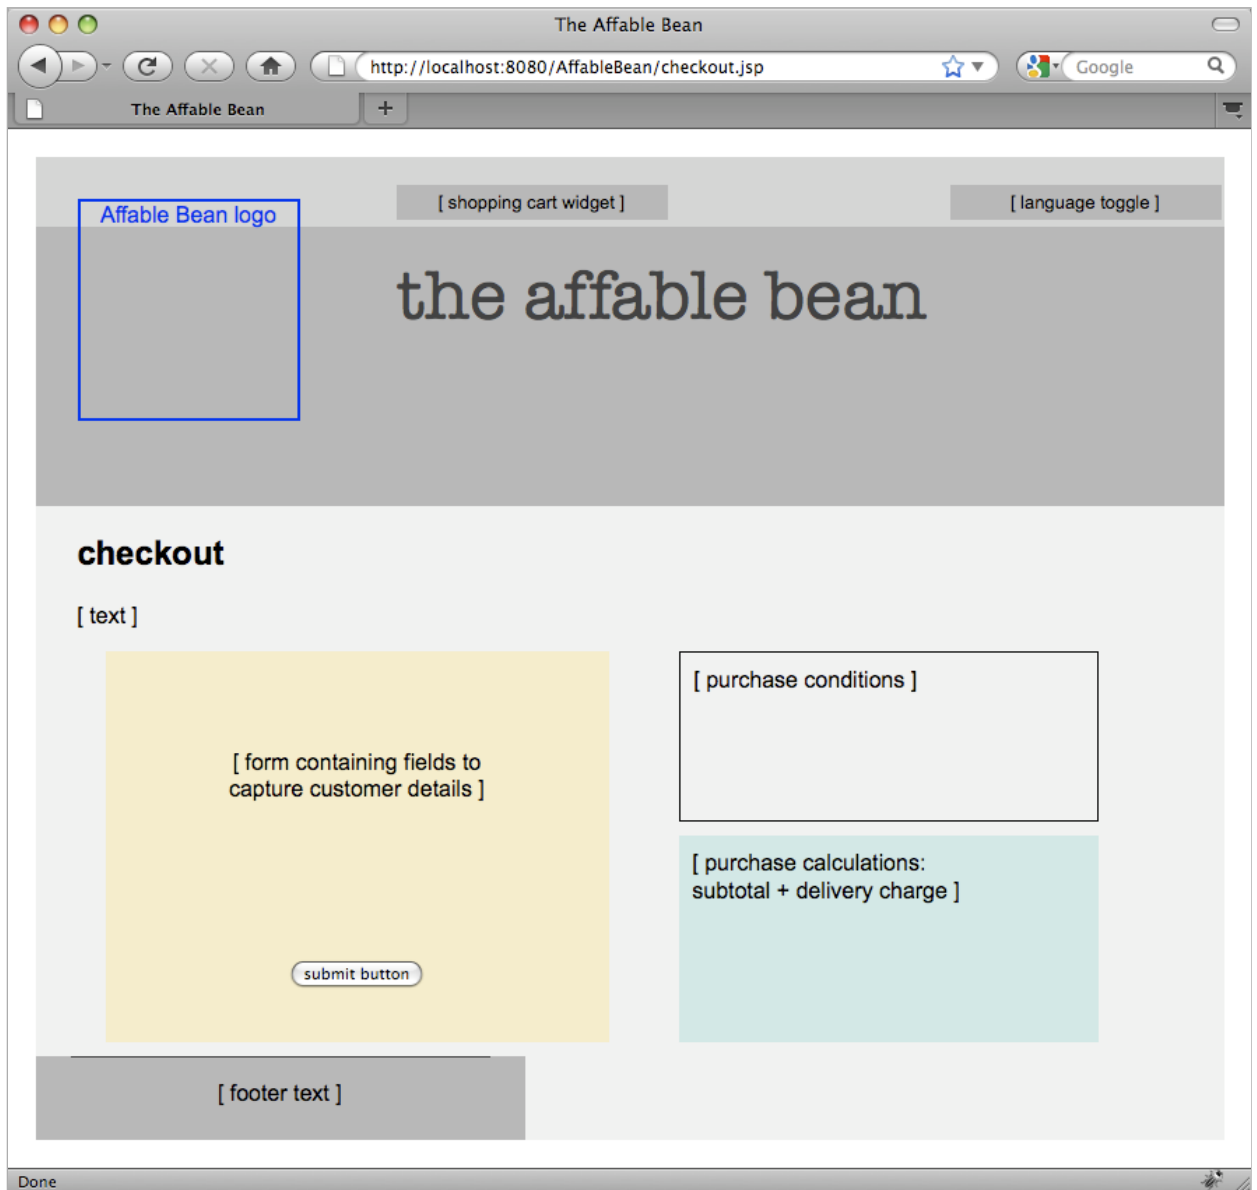 The Affable Bean
http://localhost:8080/AffableBean/checkout.jsp
Google
The Affable Bean
Affable Bean logo
[ shopping cart widget ]
[ language toggle ]
the affable bean
checkout
[ text ]
[ form containing fields to
capture customer details ]
submit button
[ purchase conditions ]
[ purchase calculations:
subtotal + delivery charge ]
[ footer text ]
Done